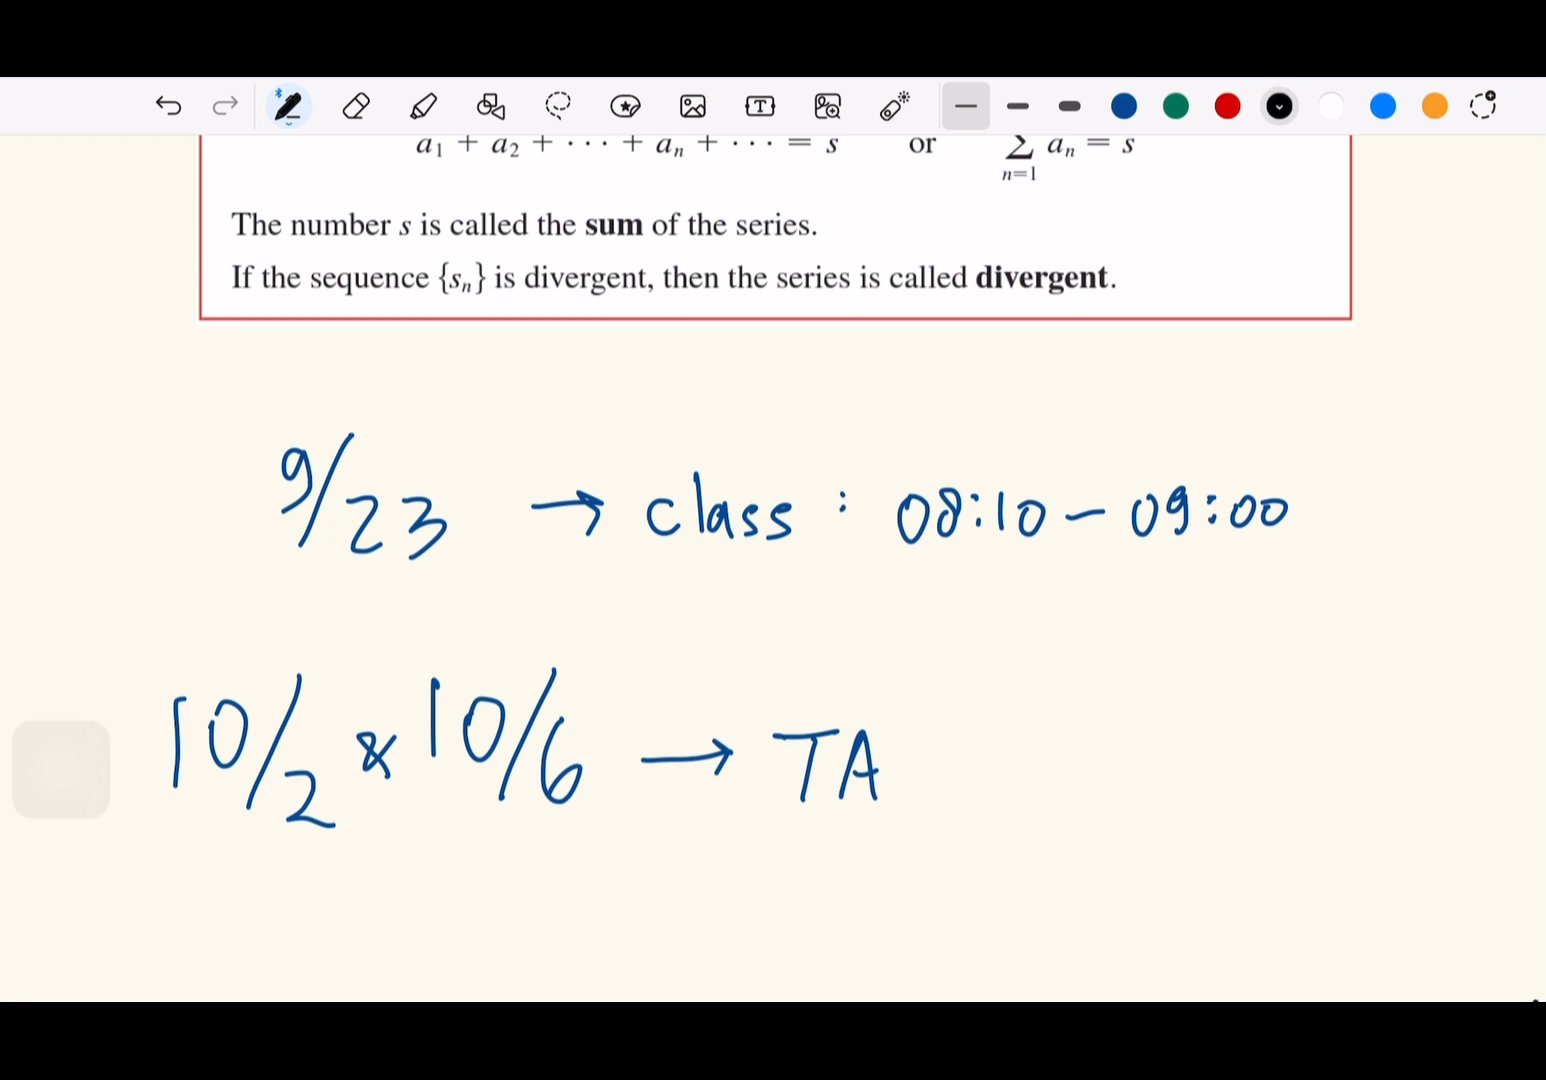 a₁ + a₂ + · · · + aₙ + · · · = s or ∑ aₙ = s
n=1
The number s is called the sum of the series.
If the sequence {sₙ} is divergent, then the series is called divergent.
9/23 → class : 08:10 - 09:00
10/2 & 10/6 → TA